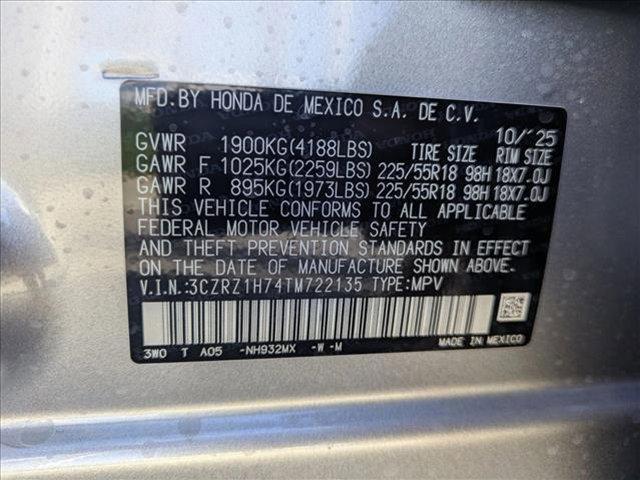 MFD.BY HONDA DE MEXICO S.A. DE C.V.
10/'25
GVWR 1900KG(4188LBS) TIRE SIZE RIM SIZE
GAWR F 1025KG(2259LBS) 225/55R18 98H 18X7.0J
GAWR R 895KG(1973LBS) 225/55R18 98H 18X7.0J
THIS VEHICLE CONFORMS TO ALL APPLICABLE
FEDERAL MOTOR VEHICLE SAFETY
AND THEFT PREVENTION STANDARDS IN EFFECT
ON THE DATE OF MANUFACTURE SHOWN ABOVE.
V.I.N.:3CZRZ1H74TM722135 TYPE:MPV
3W0 T A05 -NH932MX -W -M MADE IN MEXICO